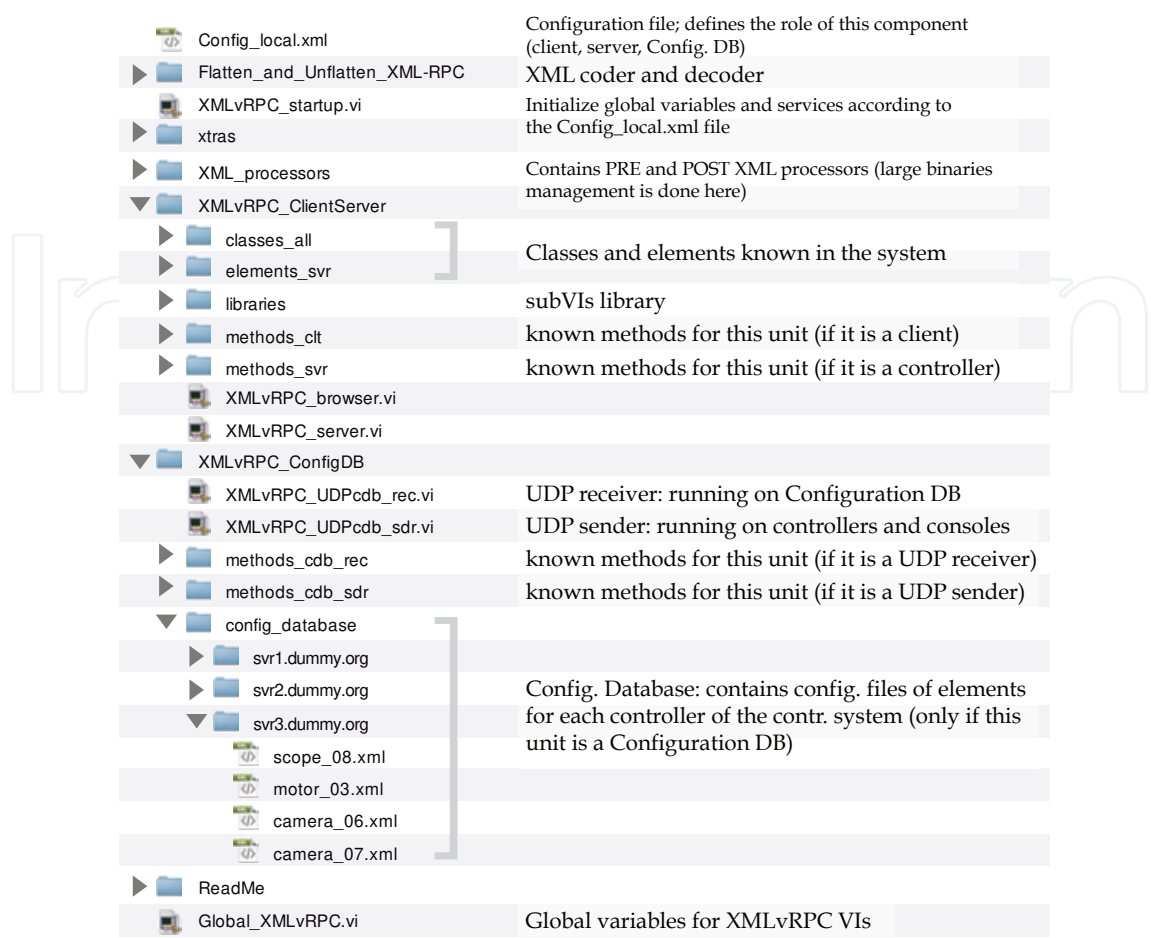 Config_local.xml
Configuration file; defines the role of this component
(client, server, Config. DB)
Flatten_and_Unflatten_XML-RPC
XML coder and decoder
XMLvRPC_startup.vi
Initialize global variables and services according to
the Config_local.xml file
xtras
XML_processors
Contains PRE and POST XML processors (large binaries
management is done here)
XMLvRPC_ClientServer
classes_all
elements_svr
Classes and elements known in the system
libraries
subVIs library
methods_clt
known methods for this unit (if it is a client)
methods_svr
known methods for this unit (if it is a controller)
XMLvRPC_browser.vi
XMLvRPC_server.vi
XMLvRPC_ConfigDB
XMLvRPC_UDPcdb_rec.vi
UDP receiver: running on Configuration DB
XMLvRPC_UDPcdb_sdr.vi
UDP sender: running on controllers and consoles
methods_cdb_rec
known methods for this unit (if it is a UDP receiver)
methods_cdb_sdr
known methods for this unit (if it is a UDP sender)
config_database
svr1.dummy.org
svr2.dummy.org
svr3.dummy.org
Config. Database: contains config. files of elements
for each controller of the contr. system (only if this
unit is a Configuration DB)
scope_08.xml
motor_03.xml
camera_06.xml
camera_07.xml
ReadMe
Global_XMLvRPC.vi
Global variables for XMLvRPC VIs